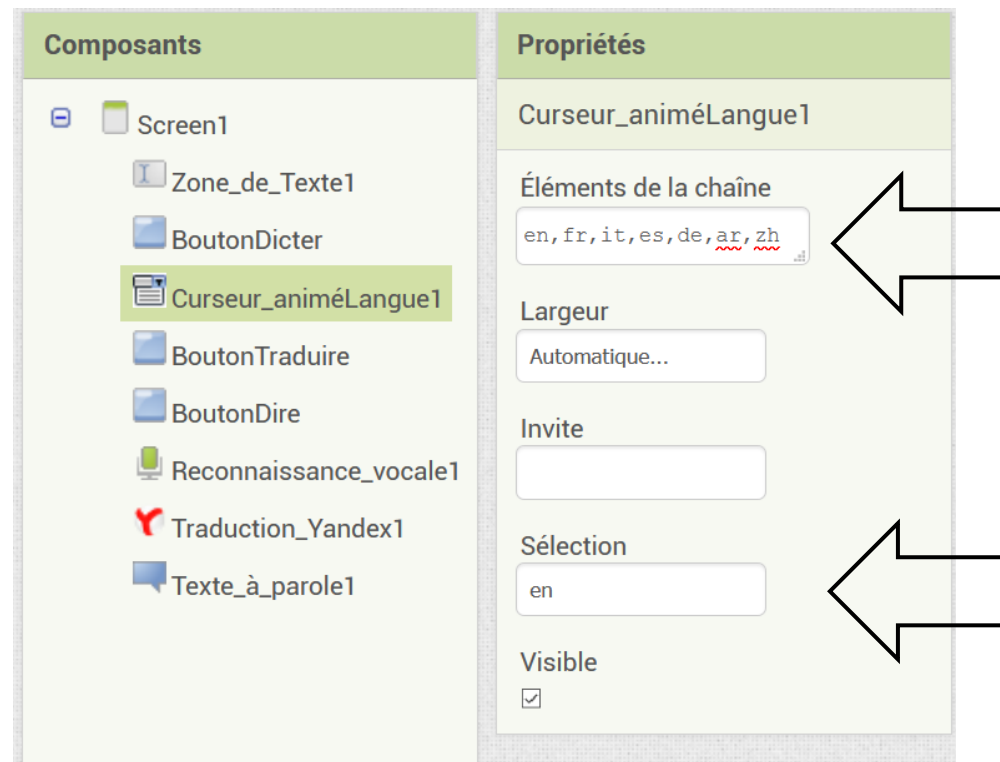 Composants
Screen1
Zone_de_Texte1
BoutonDicter
Curseur_animéLangue1
BoutonTraduire
BoutonDire
Reconnaissance_vocale1
Traduction_Yandex1
Texte_à_parole1
Propriétés
Curseur_animéLangue1
Éléments de la chaîne
en,fr,it,es,de,ar,zh
Largeur
Automatique...
Invite
Sélection
en
Visible